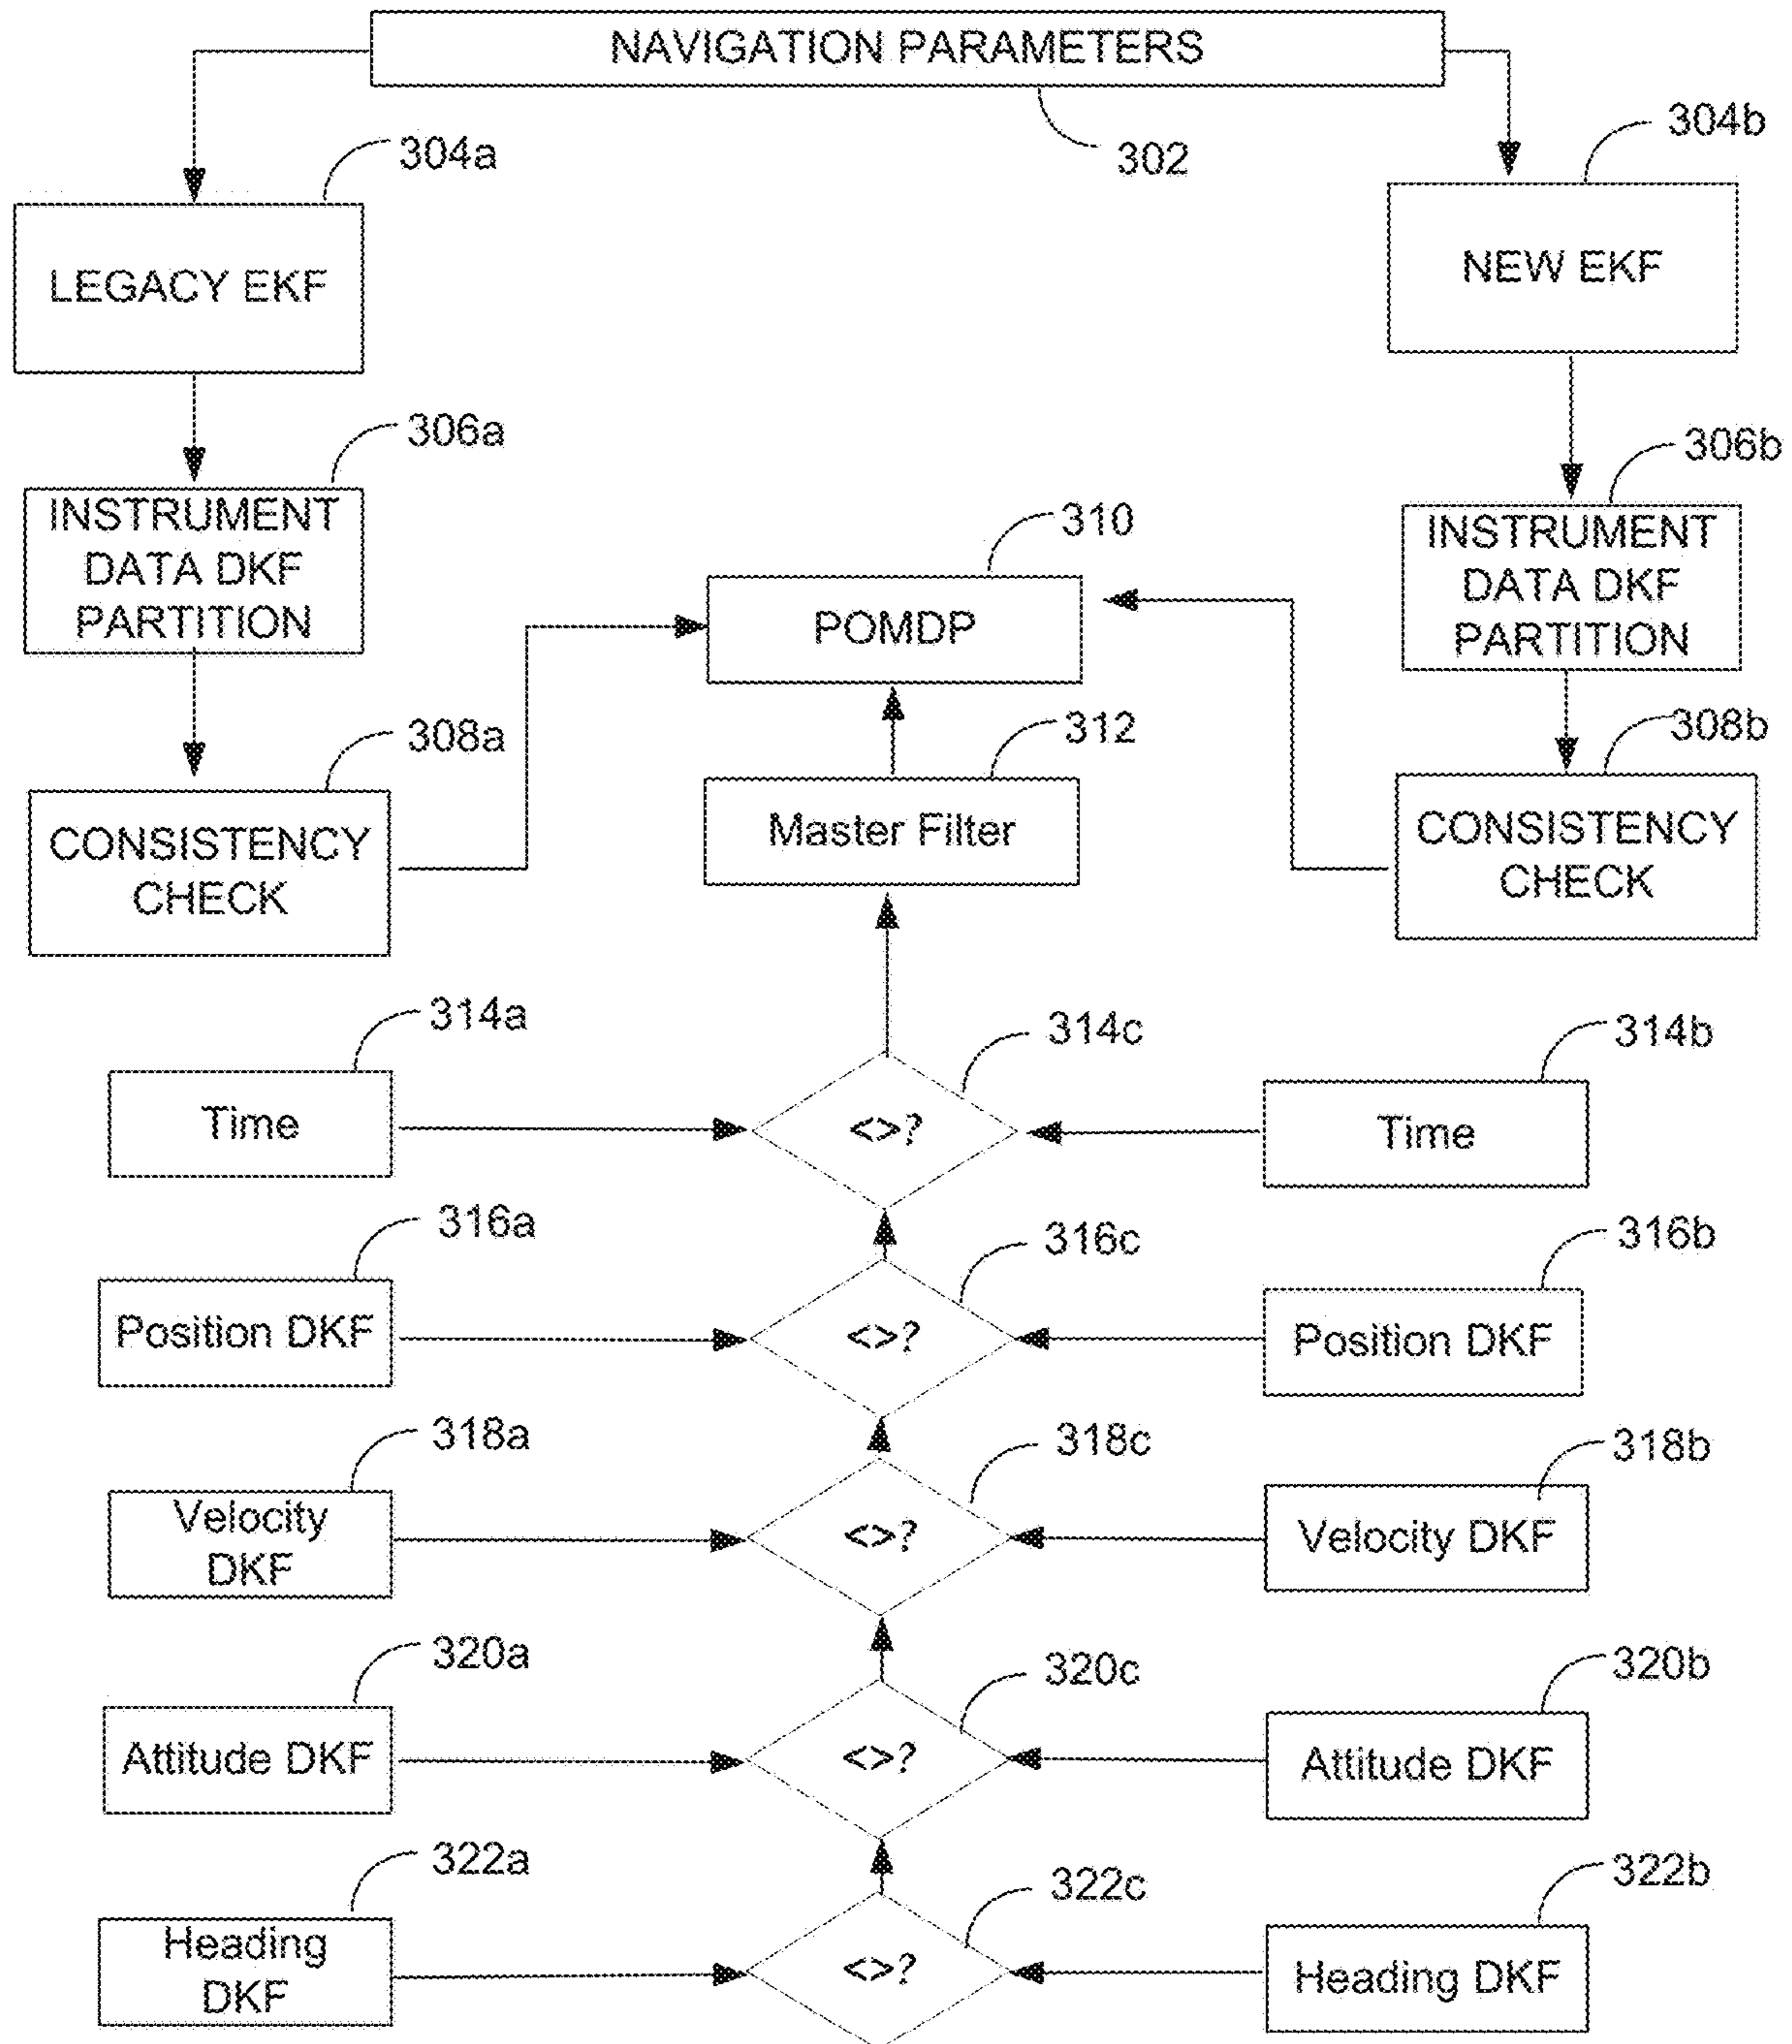 NAVIGATION PARAMETERS
302
304a
304b
LEGACY EKF
NEW EKF
306a
306b
INSTRUMENT
DATA DKF
PARTITION
310
POMDP
INSTRUMENT
DATA DKF
PARTITION
308a
312
308b
CONSISTENCY
CHECK
Master Filter
CONSISTENCY
CHECK
314a
314c
314b
Time
<>?
Time
316a
316c
316b
Position DKF
<>?
Position DKF
318a
318c
318b
Velocity
DKF
<>?
Velocity DKF
320a
320c
320b
Attitude DKF
<>?
Attitude DKF
322a
322c
322b
Heading
DKF
<>?
Heading DKF